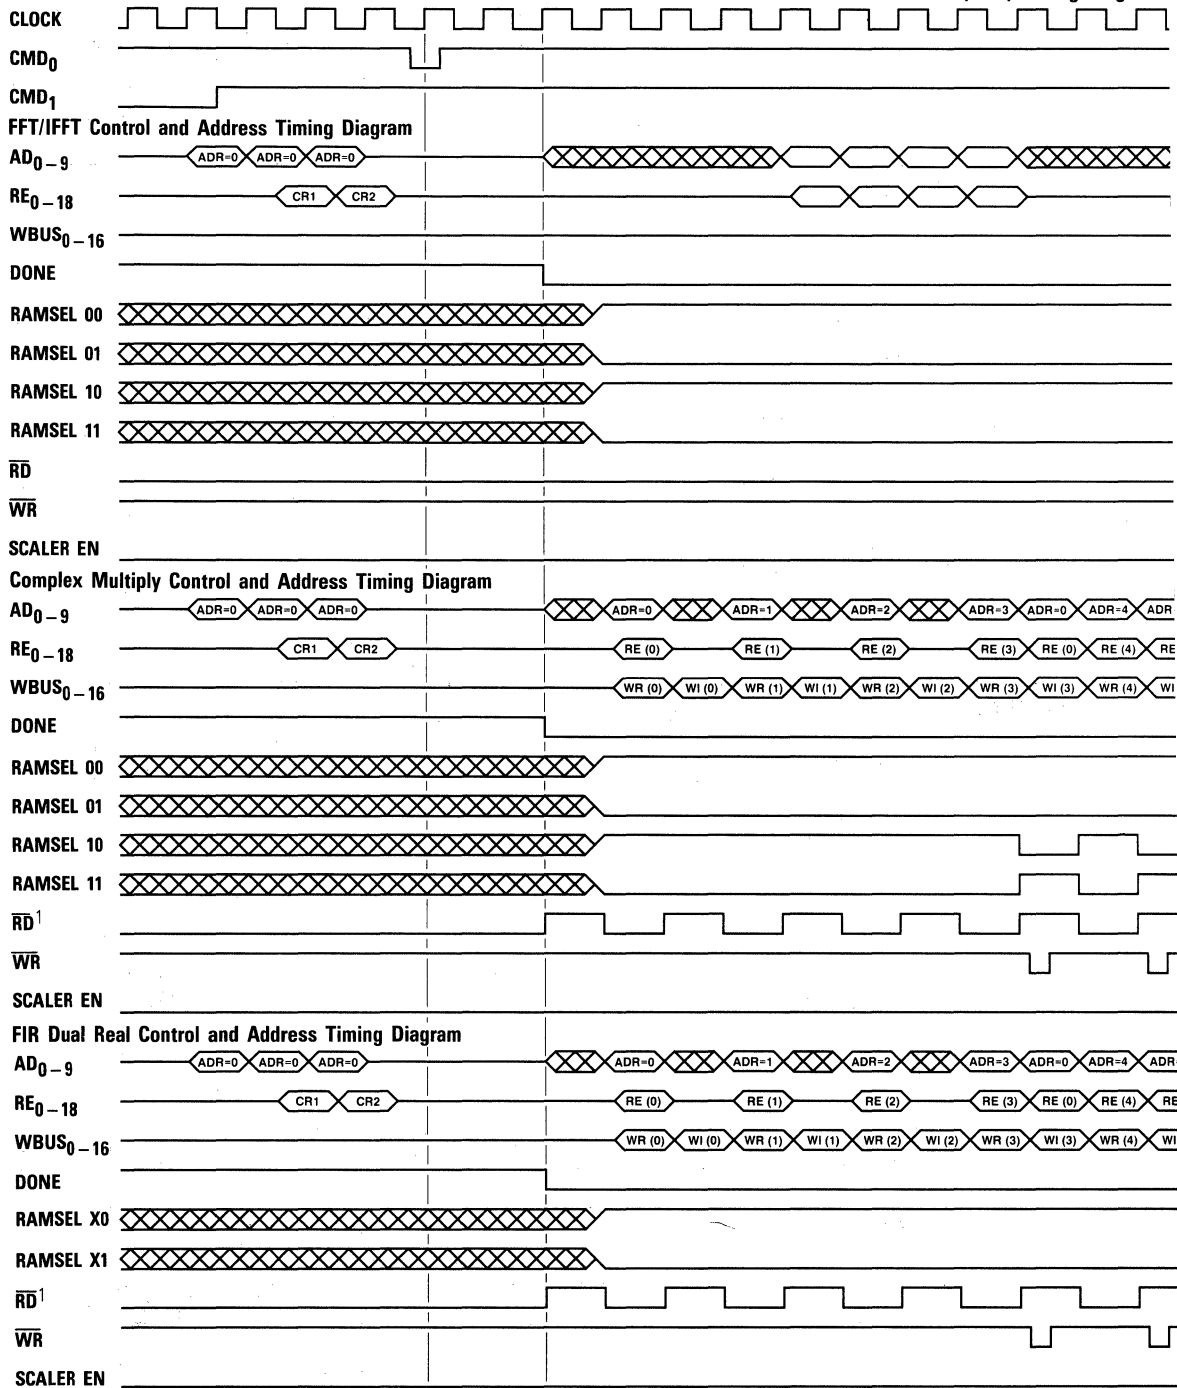 CLOCK
CMD0
CMD1
FFT/IFFT Control and Address Timing Diagram
AD0 – 9 ADR=0 ADR=0 ADR=0
RE0 – 18 CR1 CR2
WBUS0 – 16
DONE
RAMSEL 00
RAMSEL 01
RAMSEL 10
RAMSEL 11
RD
WR
SCALER EN
Complex Multiply Control and Address Timing Diagram
AD0 – 9 ADR=0 ADR=0 ADR=0 ADR=0 ADR=1 ADR=2 ADR=3 ADR=0 ADR=4 ADR
RE0 – 18 CR1 CR2 RE (0) RE (1) RE (2) RE (3) RE (0) RE (4) RE
WBUS0 – 16 WR (0) WI (0) WR (1) WI (1) WR (2) WI (2) WR (3) WI (3) WR (4) WI
DONE
RAMSEL 00
RAMSEL 01
RAMSEL 10
RAMSEL 11
RD1
WR
SCALER EN
FIR Dual Real Control and Address Timing Diagram
AD0 – 9 ADR=0 ADR=0 ADR=0 ADR=0 ADR=1 ADR=2 ADR=3 ADR=0 ADR=4 ADR
RE0 – 18 CR1 CR2 RE (0) RE (1) RE (2) RE (3) RE (0) RE (4) RE
WBUS0 – 16 WR (0) WI (0) WR (1) WI (1) WR (2) WI (2) WR (3) WI (3) WR (4) WI
DONE
RAMSEL X0
RAMSEL X1
RD1
WR
SCALER EN